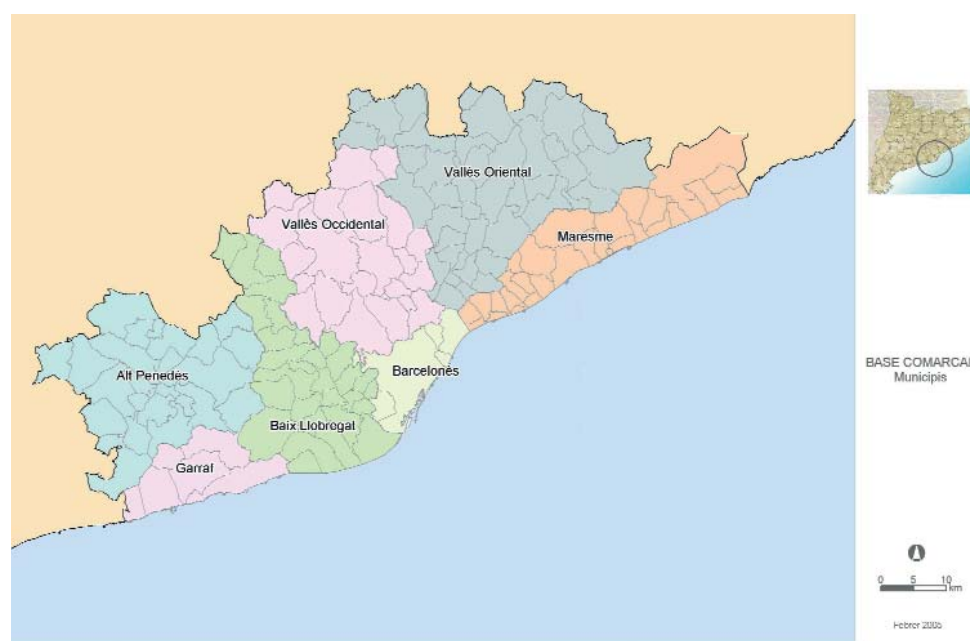 Vallès Oriental
Vallès Occidental
Maresme
Alt Penedès
Barcelonès
Baix Llobregat
Garraf
BASE COMARCAL
Municipis
0 5 10
km
Febrer 2005